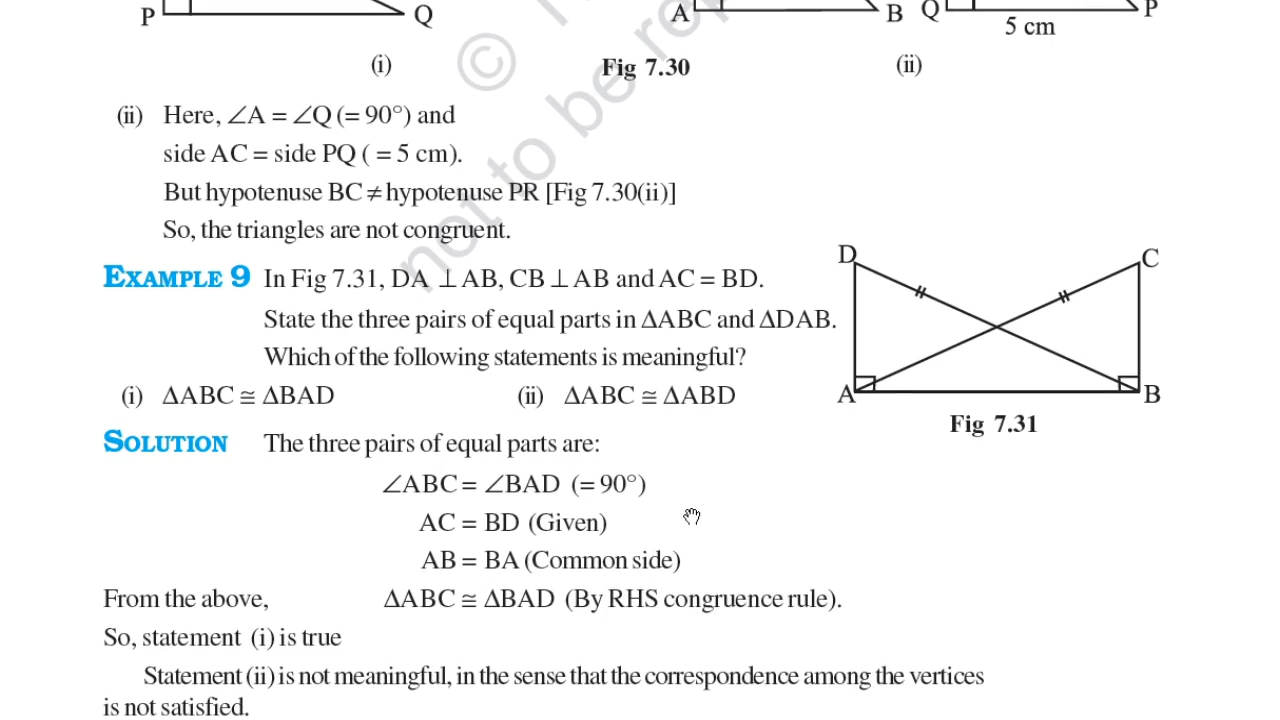 P Q A B Q P
5 cm
(i) Fig 7.30 (ii)
© not to be rep
(ii) Here, ∠A = ∠Q (= 90°) and
side AC = side PQ ( = 5 cm).
But hypotenuse BC ≠ hypotenuse PR [Fig 7.30(ii)]
So, the triangles are not congruent.
EXAMPLE 9 In Fig 7.31, DA ⊥ AB, CB ⊥ AB and AC = BD.
State the three pairs of equal parts in ΔABC and ΔDAB.
Which of the following statements is meaningful?
(i) ΔABC ≅ ΔBAD (ii) ΔABC ≅ ΔABD
D C
A B
Fig 7.31
SOLUTION The three pairs of equal parts are:
∠ABC = ∠BAD (= 90°)
AC = BD (Given)
AB = BA (Common side)
From the above, ΔABC ≅ ΔBAD (By RHS congruence rule).
So, statement (i) is true
Statement (ii) is not meaningful, in the sense that the correspondence among the vertices
is not satisfied.